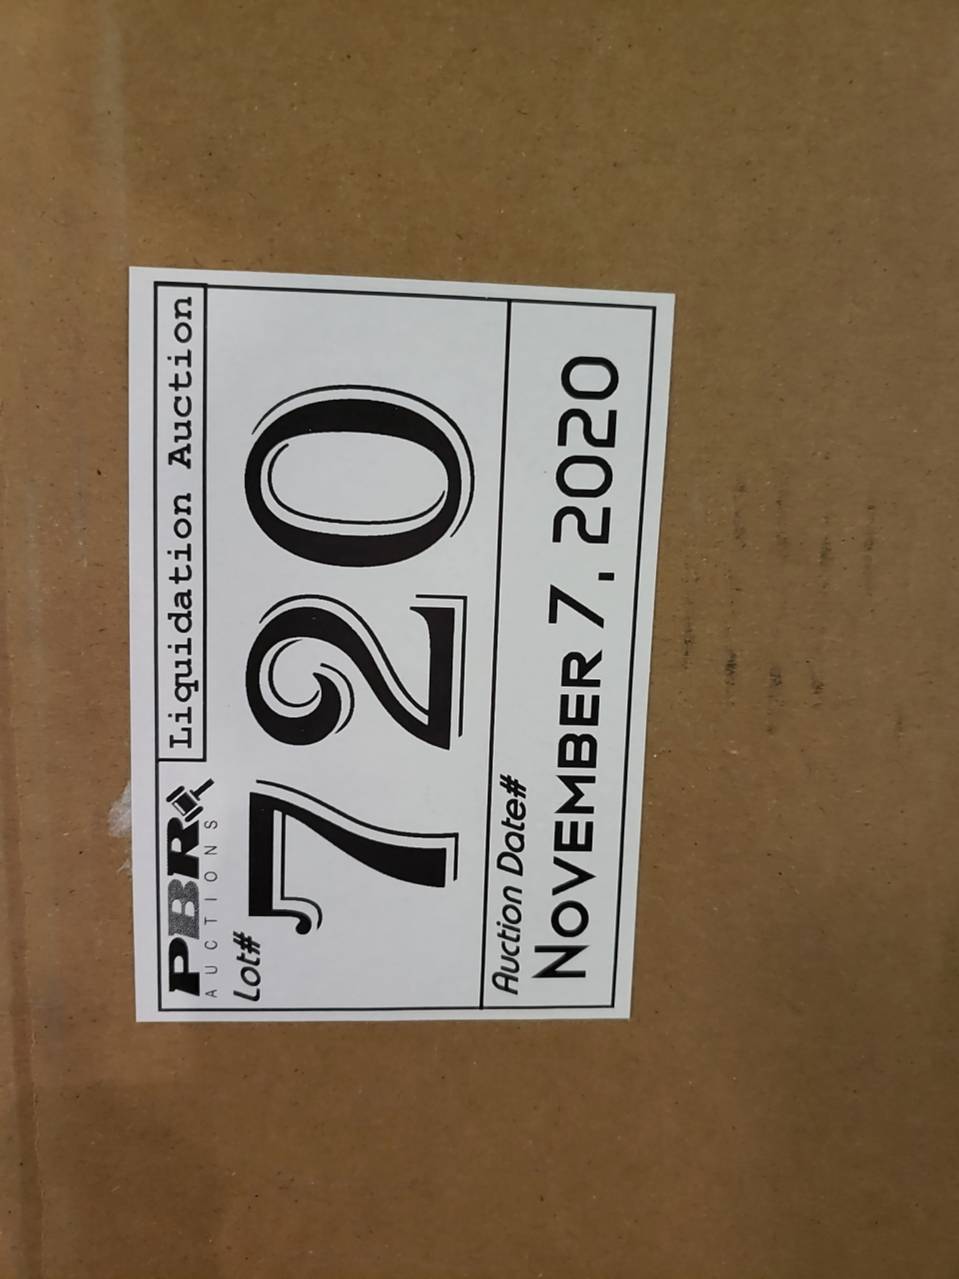 PBR AUCTIONS Liquidation Auction
Lot#
720
Auction Date#
NOVEMBER 7, 2020